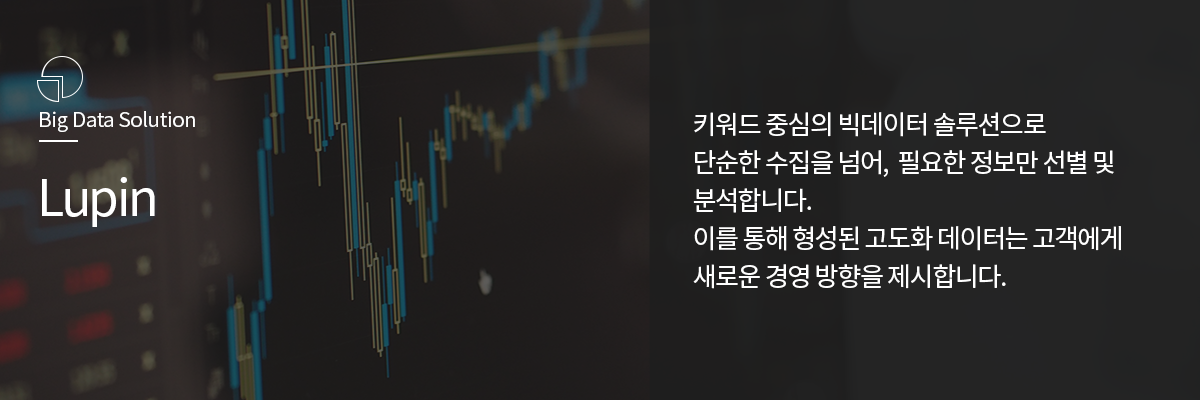 Big Data Solution
Lupin
키워드 중심의 빅데이터 솔루션으로
단순한 수집을 넘어, 필요한 정보만 선별 및
분석합니다.
이를 통해 형성된 고도화 데이터는 고객에게
새로운 경영 방향을 제시합니다.